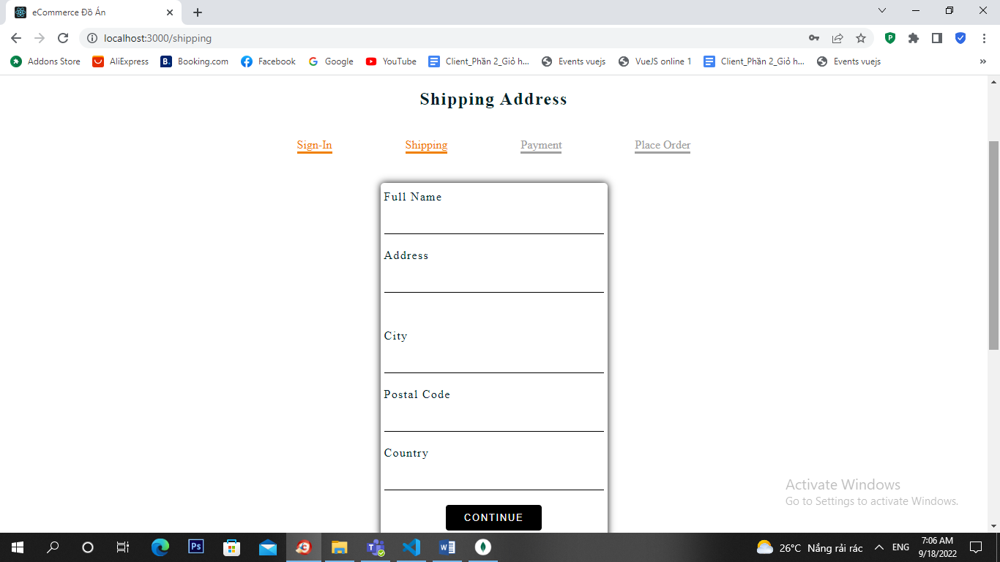 eCommerce Đồ Án
localhost:3000/shipping
Addons Store AliExpress Booking.com Facebook Google YouTube Client_Phần 2_Giỏ h... Events vuejs VueJS online 1 Client_Phần 2_Giỏ h... Events vuejs »
Shipping Address
Sign-In Shipping Payment Place Order
Full Name
Address
City
Postal Code
Country
CONTINUE
Activate Windows
Go to Settings to activate Windows.
26°C Nắng rải rác ENG 7:06 AM
9/18/2022